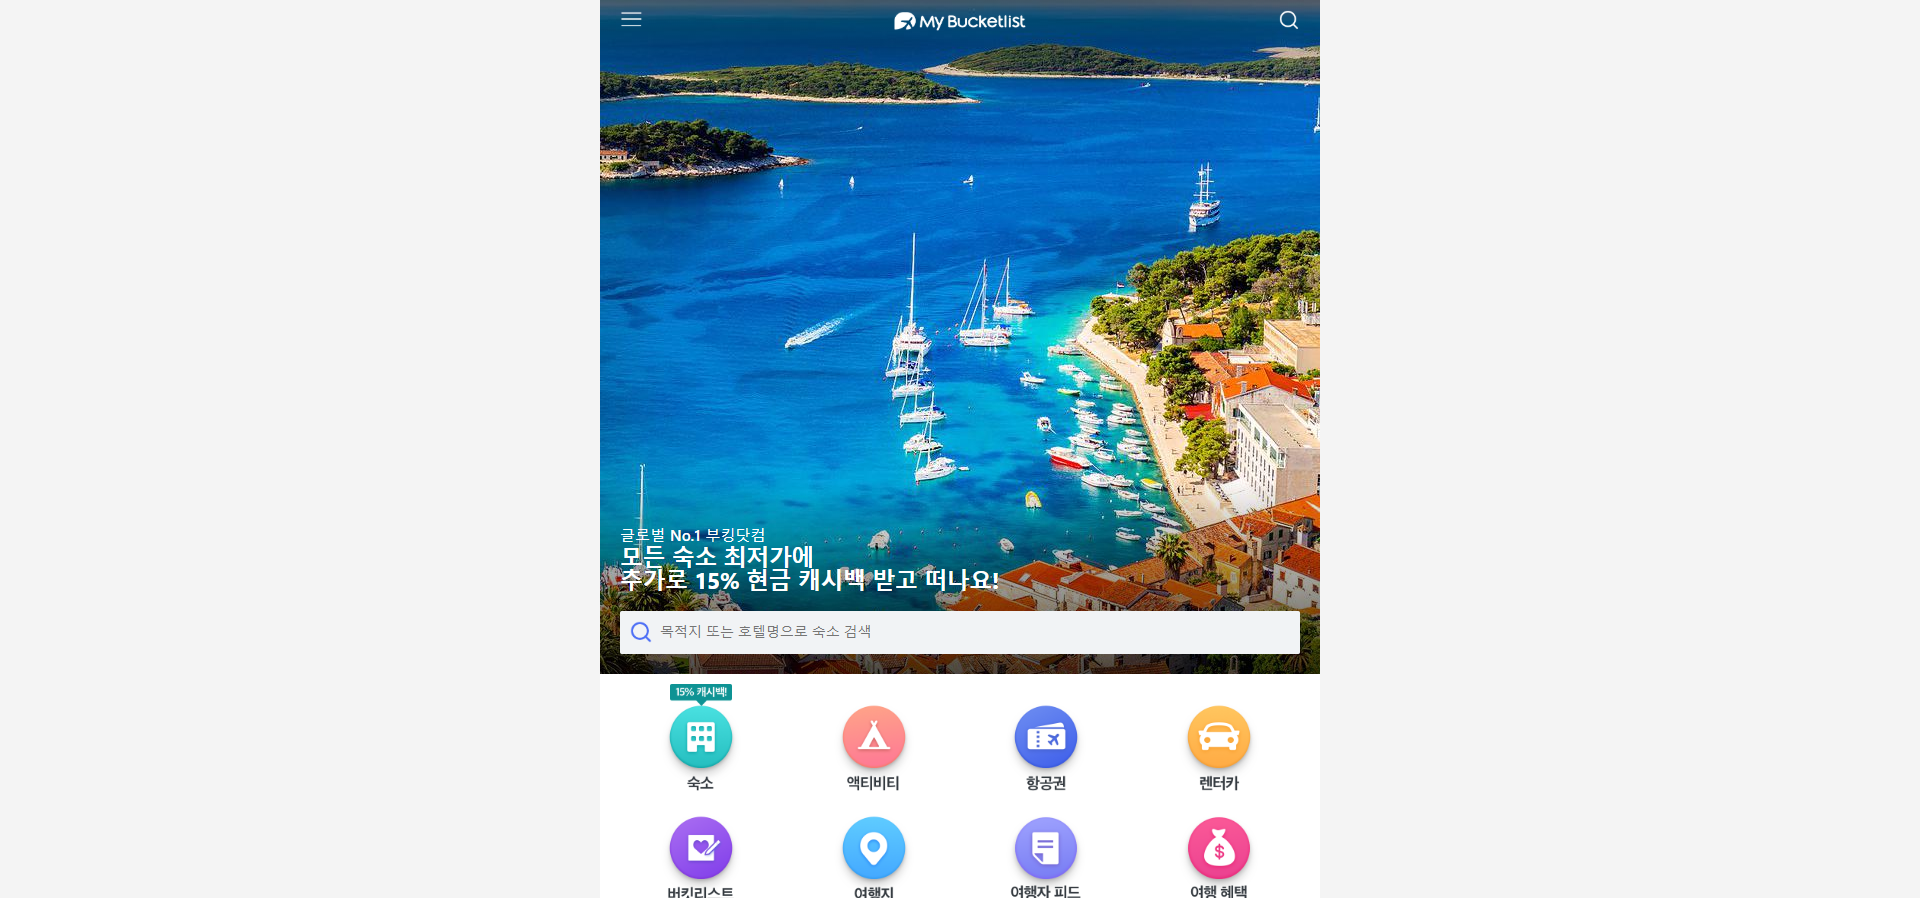 My Bucketlist
글로벌 No.1 부킹닷컴
모든 숙소 최저가에
추가로 15% 현금 캐시백 받고 떠나요!
목적지 또는 호텔명으로 숙소 검색
15% 캐시백!
숙소
액티비티
항공권
렌터카
버킷리스트
여행지
여행자 피드
여행 혜택